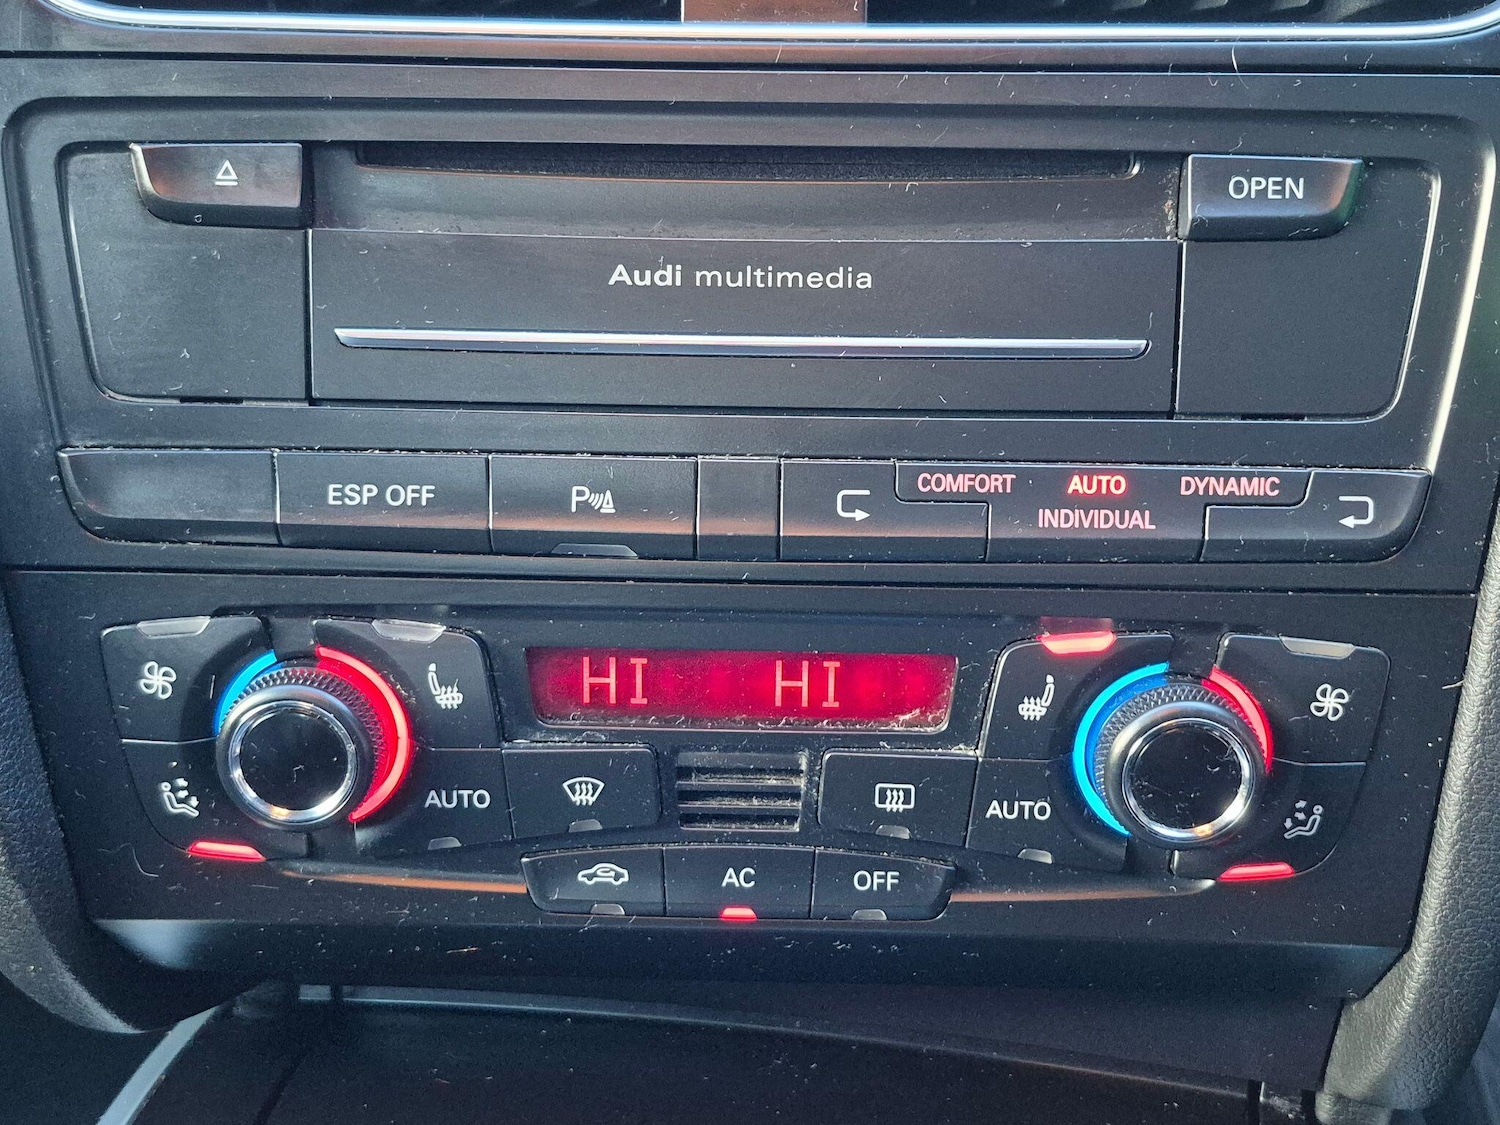 OPEN
Audi multimedia
ESP OFF
P
COMFORT AUTO DYNAMIC
INDIVIDUAL
HI HI
AUTO
AUTO
AC
OFF